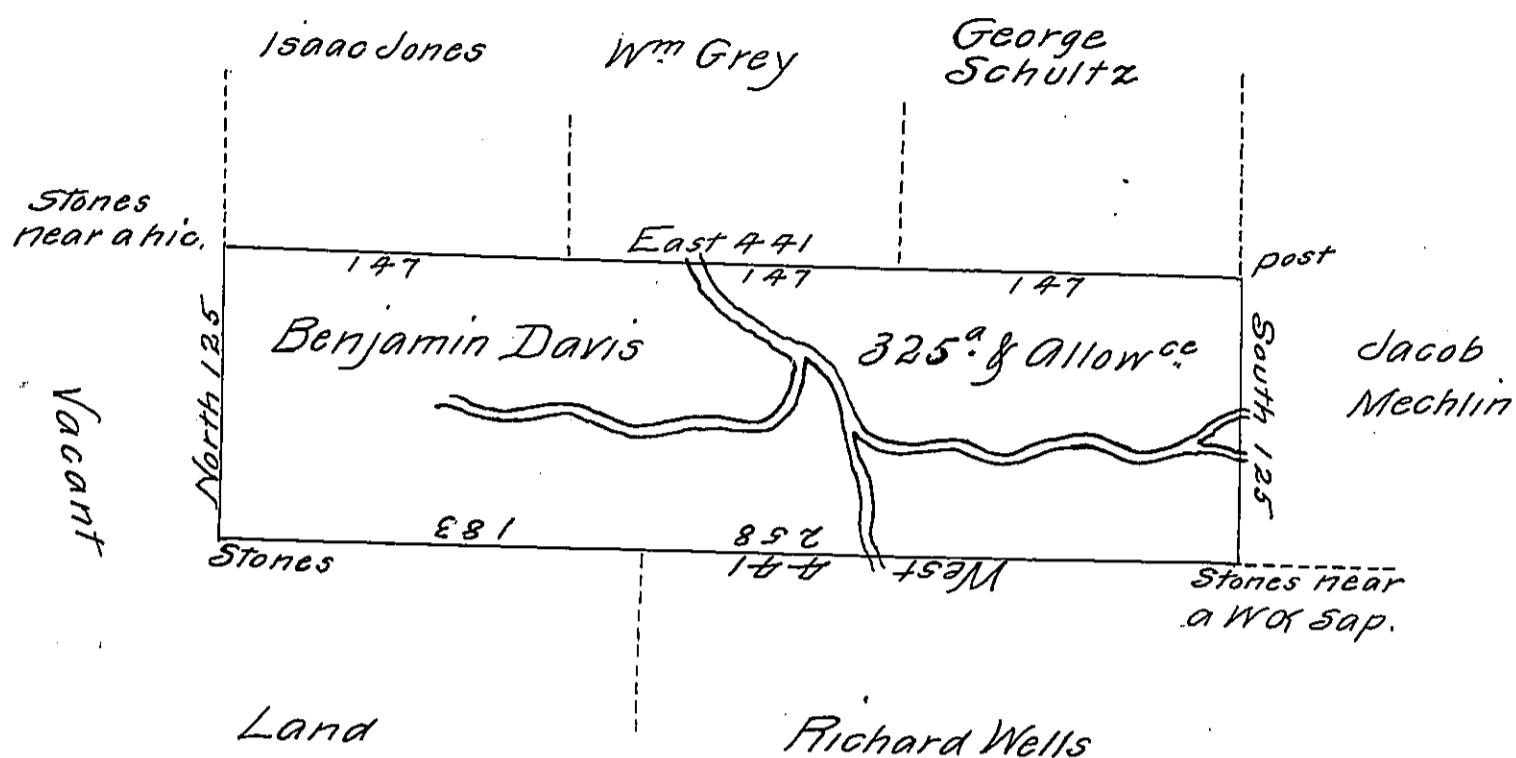 Isaac Jones
Wm Grey
George
Schultz
Stones
near a hic.
East 441
147
147
147
post
North 125
Benjamin Davis
325a & Allowce
South 125
Jacob
Mechlin
Vacant
183
258
West 441
Stones
Stones near
a W Sap.
Land
Richard Wells